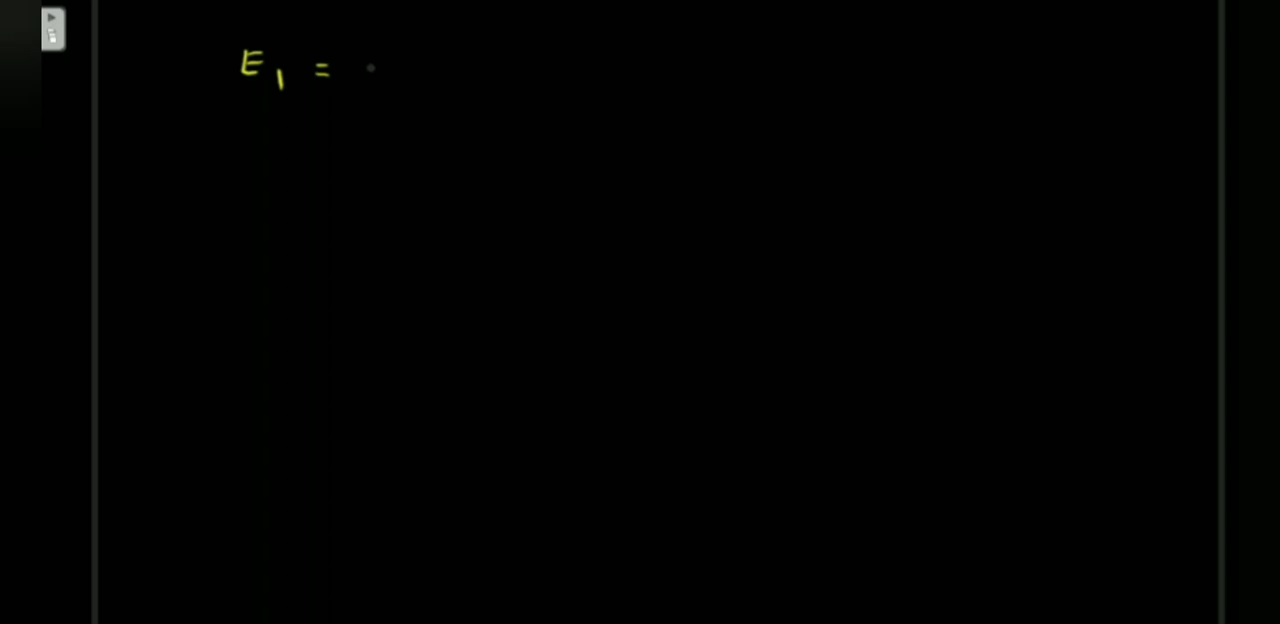 E₁ =